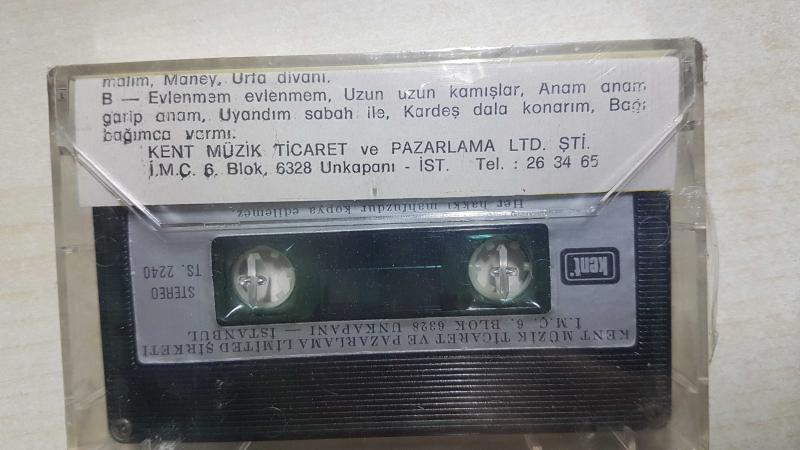 malım, Maney, Urfa divanı.
B — Evlenmem evlenmem, Uzun uzun kamışlar, Anam anam
garip anam, Uyandım sabah ile, Kardeş dala konarım, Bağı
bağımca varmı.
KENT MÜZİK TİCARET ve PAZARLAMA LTD. ŞTİ.
İ.M.Ç. 6. Blok, 6328 Unkapanı - İST. Tel. : 26 34 65
Her hakkı mahfuzdur kopya edilemez
kent
STEREO
TS. 2240
KENT MÜZİK TİCARET VE PAZARLAMA LİMİTED ŞİRKETİ
İ.M.Ç. 6. BLOK 6328 UNKAPANI — İSTANBUL